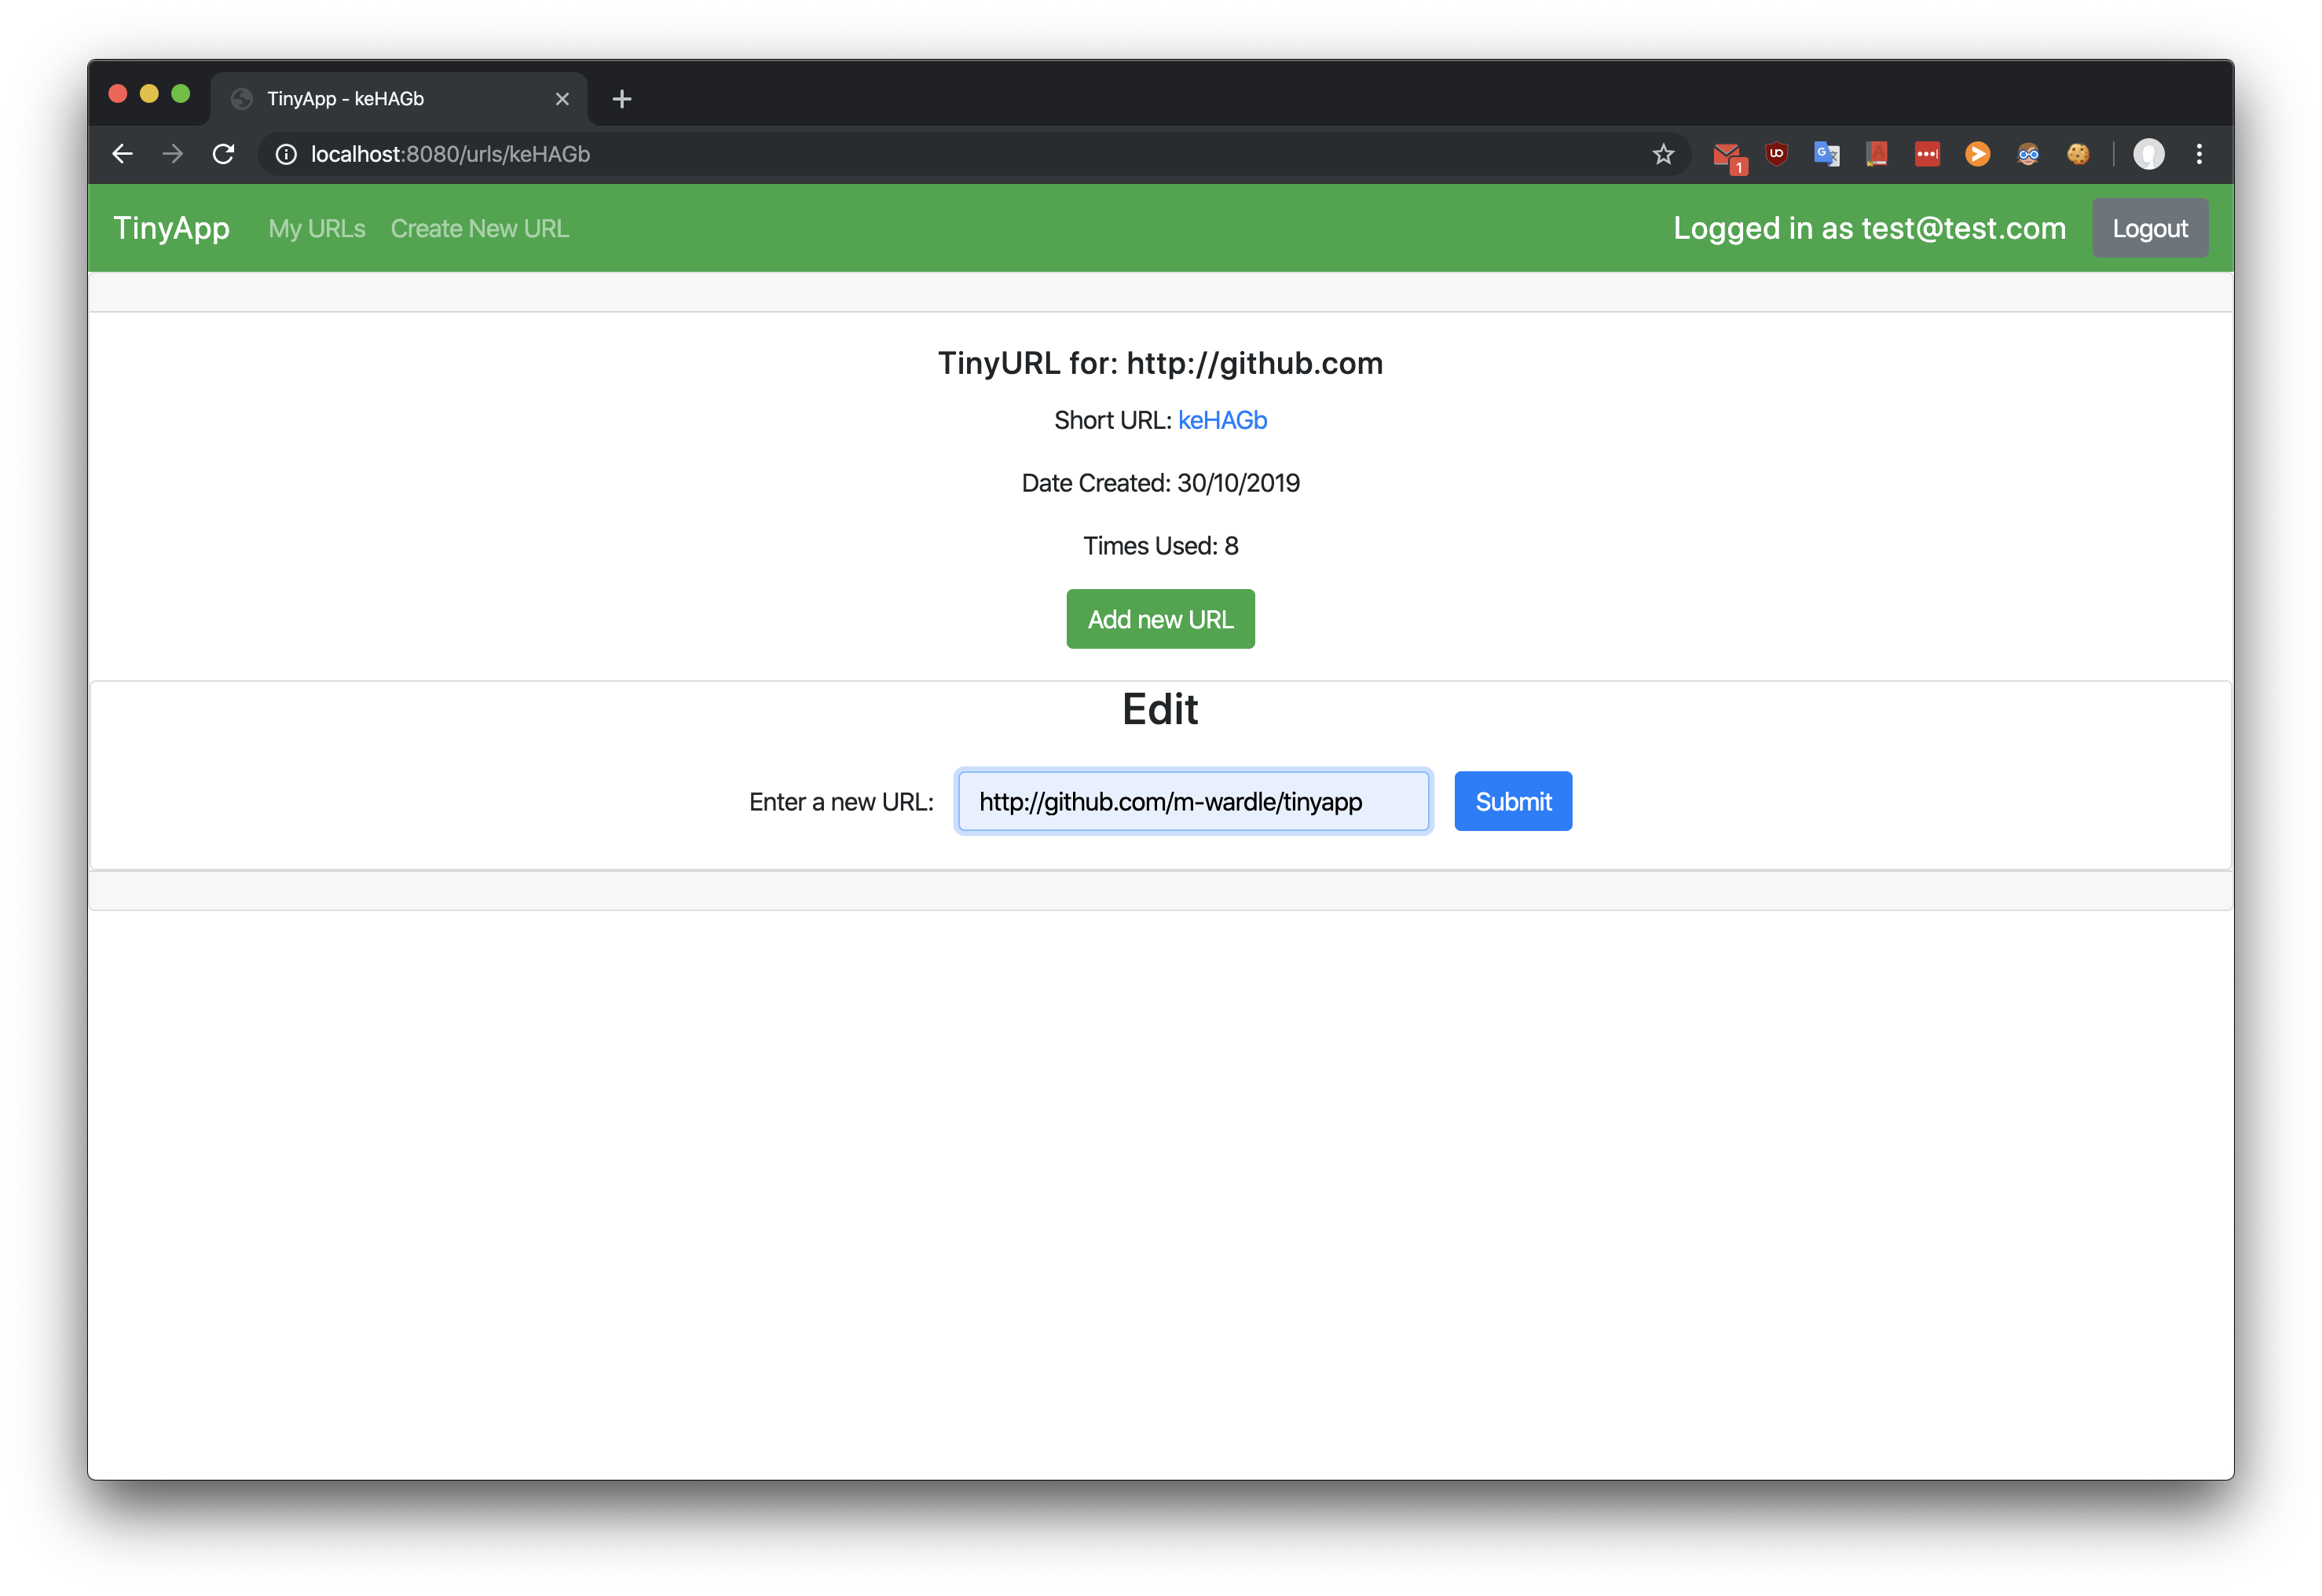 TinyApp - keHAGb
localhost:8080/urls/keHAGb
1
TinyApp My URLs Create New URL Logged in as test@test.com Logout
TinyURL for: http://github.com
Short URL: keHAGb
Date Created: 30/10/2019
Times Used: 8
Add new URL
Edit
Enter a new URL: http://github.com/m-wardle/tinyapp Submit